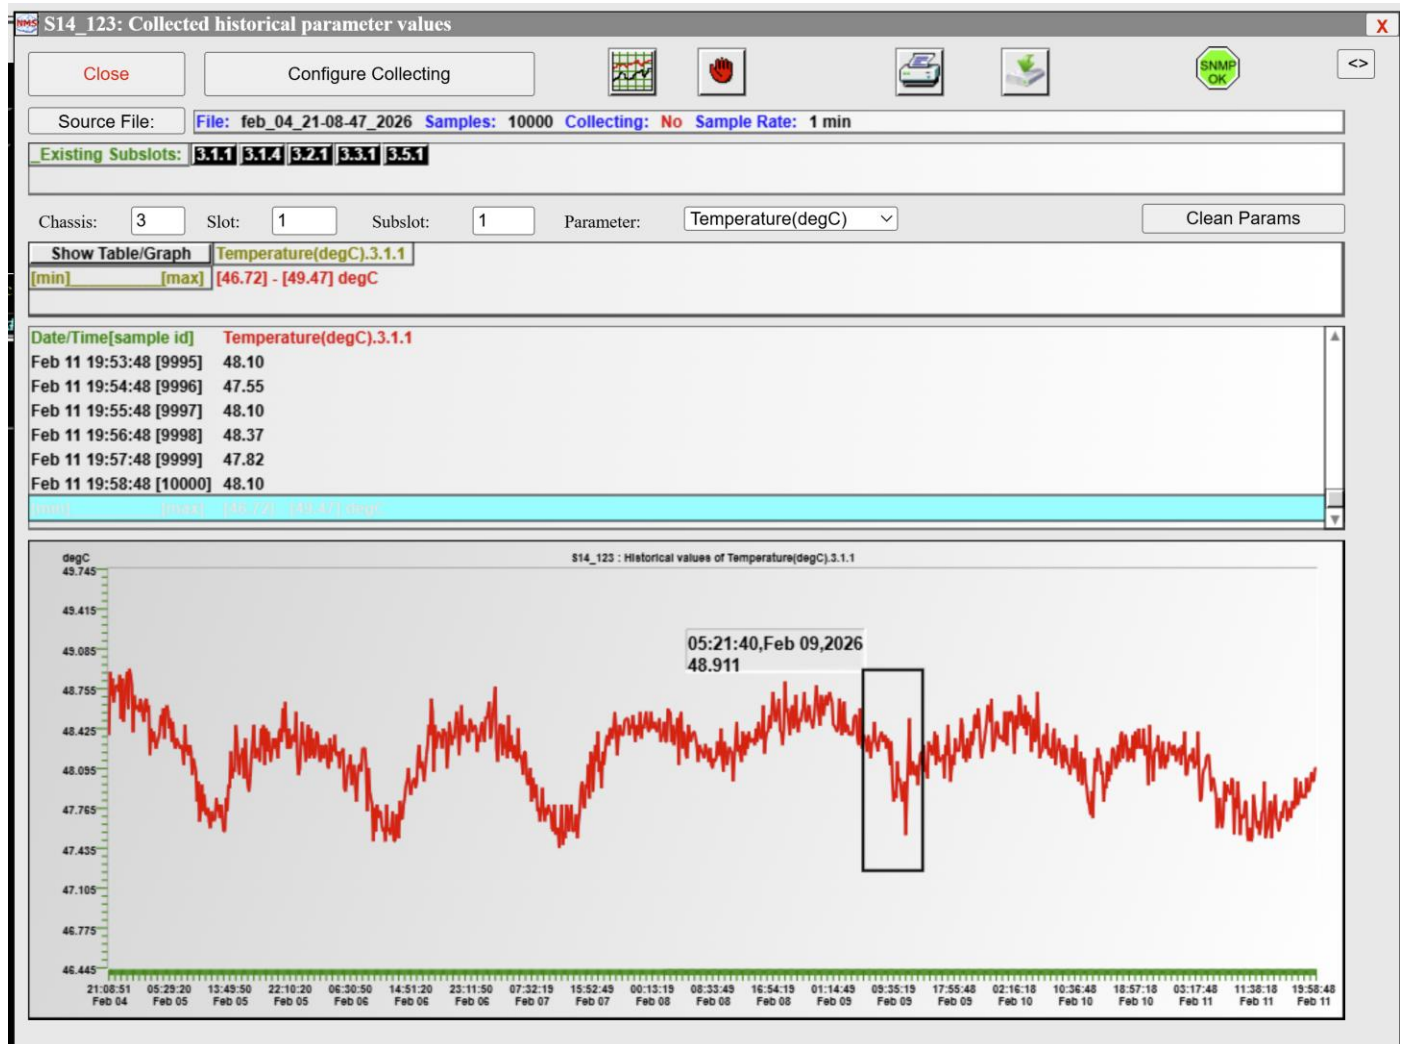 NMS S14_123: Collected historical parameter values X
Close Configure Collecting SNMP OK <>
Source File: File: feb_04_21-08-47_2026 Samples: 10000 Collecting: No Sample Rate: 1 min
_Existing Subslots: 3.1.1 3.1.4 3.2.1 3.3.1 3.5.1
Chassis: 3 Slot: 1 Subslot: 1 Parameter: Temperature(degC) Clean Params
Show Table/Graph Temperature(degC).3.1.1
[min]__________[max] [46.72] - [49.47] degC
Date/Time[sample id] Temperature(degC).3.1.1
Feb 11 19:53:48 [9995] 48.10
Feb 11 19:54:48 [9996] 47.55
Feb 11 19:55:48 [9997] 48.10
Feb 11 19:56:48 [9998] 48.37
Feb 11 19:57:48 [9999] 47.82
Feb 11 19:58:48 [10000] 48.10
[min]__________[max] [46.72] - [49.47] degC
degC S14_123 : Historical values of Temperature(degC).3.1.1
49.745
49.415
49.085
48.755
48.425
48.095
47.765
47.435
47.105
46.775
46.445
05:21:40,Feb 09,2026
48.911
21:08:51 05:29:20 13:49:50 22:10:20 06:30:50 14:51:20 23:11:50 07:32:19 15:52:49 00:13:19 08:33:49 16:54:19 01:14:49 09:35:19 17:55:48 02:16:18 10:36:48 18:57:18 03:17:48 11:38:18 19:58:48
Feb 04 Feb 05 Feb 05 Feb 05 Feb 06 Feb 06 Feb 06 Feb 07 Feb 07 Feb 08 Feb 08 Feb 08 Feb 09 Feb 09 Feb 09 Feb 10 Feb 10 Feb 10 Feb 11 Feb 11 Feb 11